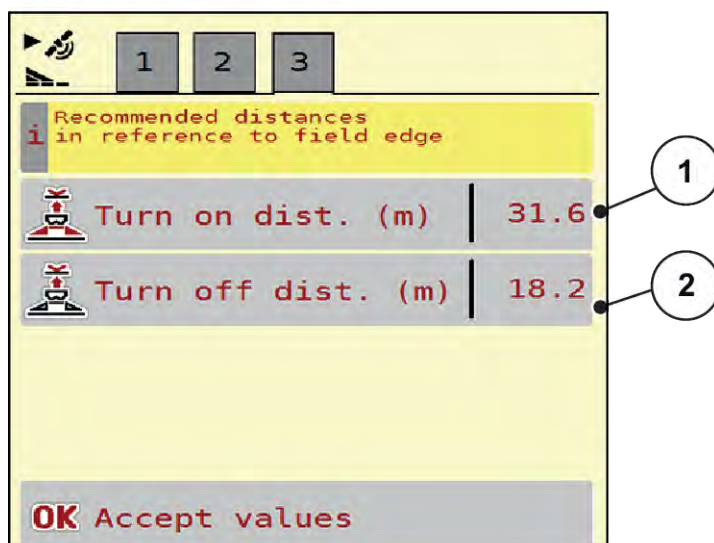 1 2 3
i Recommended distances
in reference to field edge
Turn on dist. (m) 31.6
1
Turn off dist. (m) 18.2
2
OK Accept values